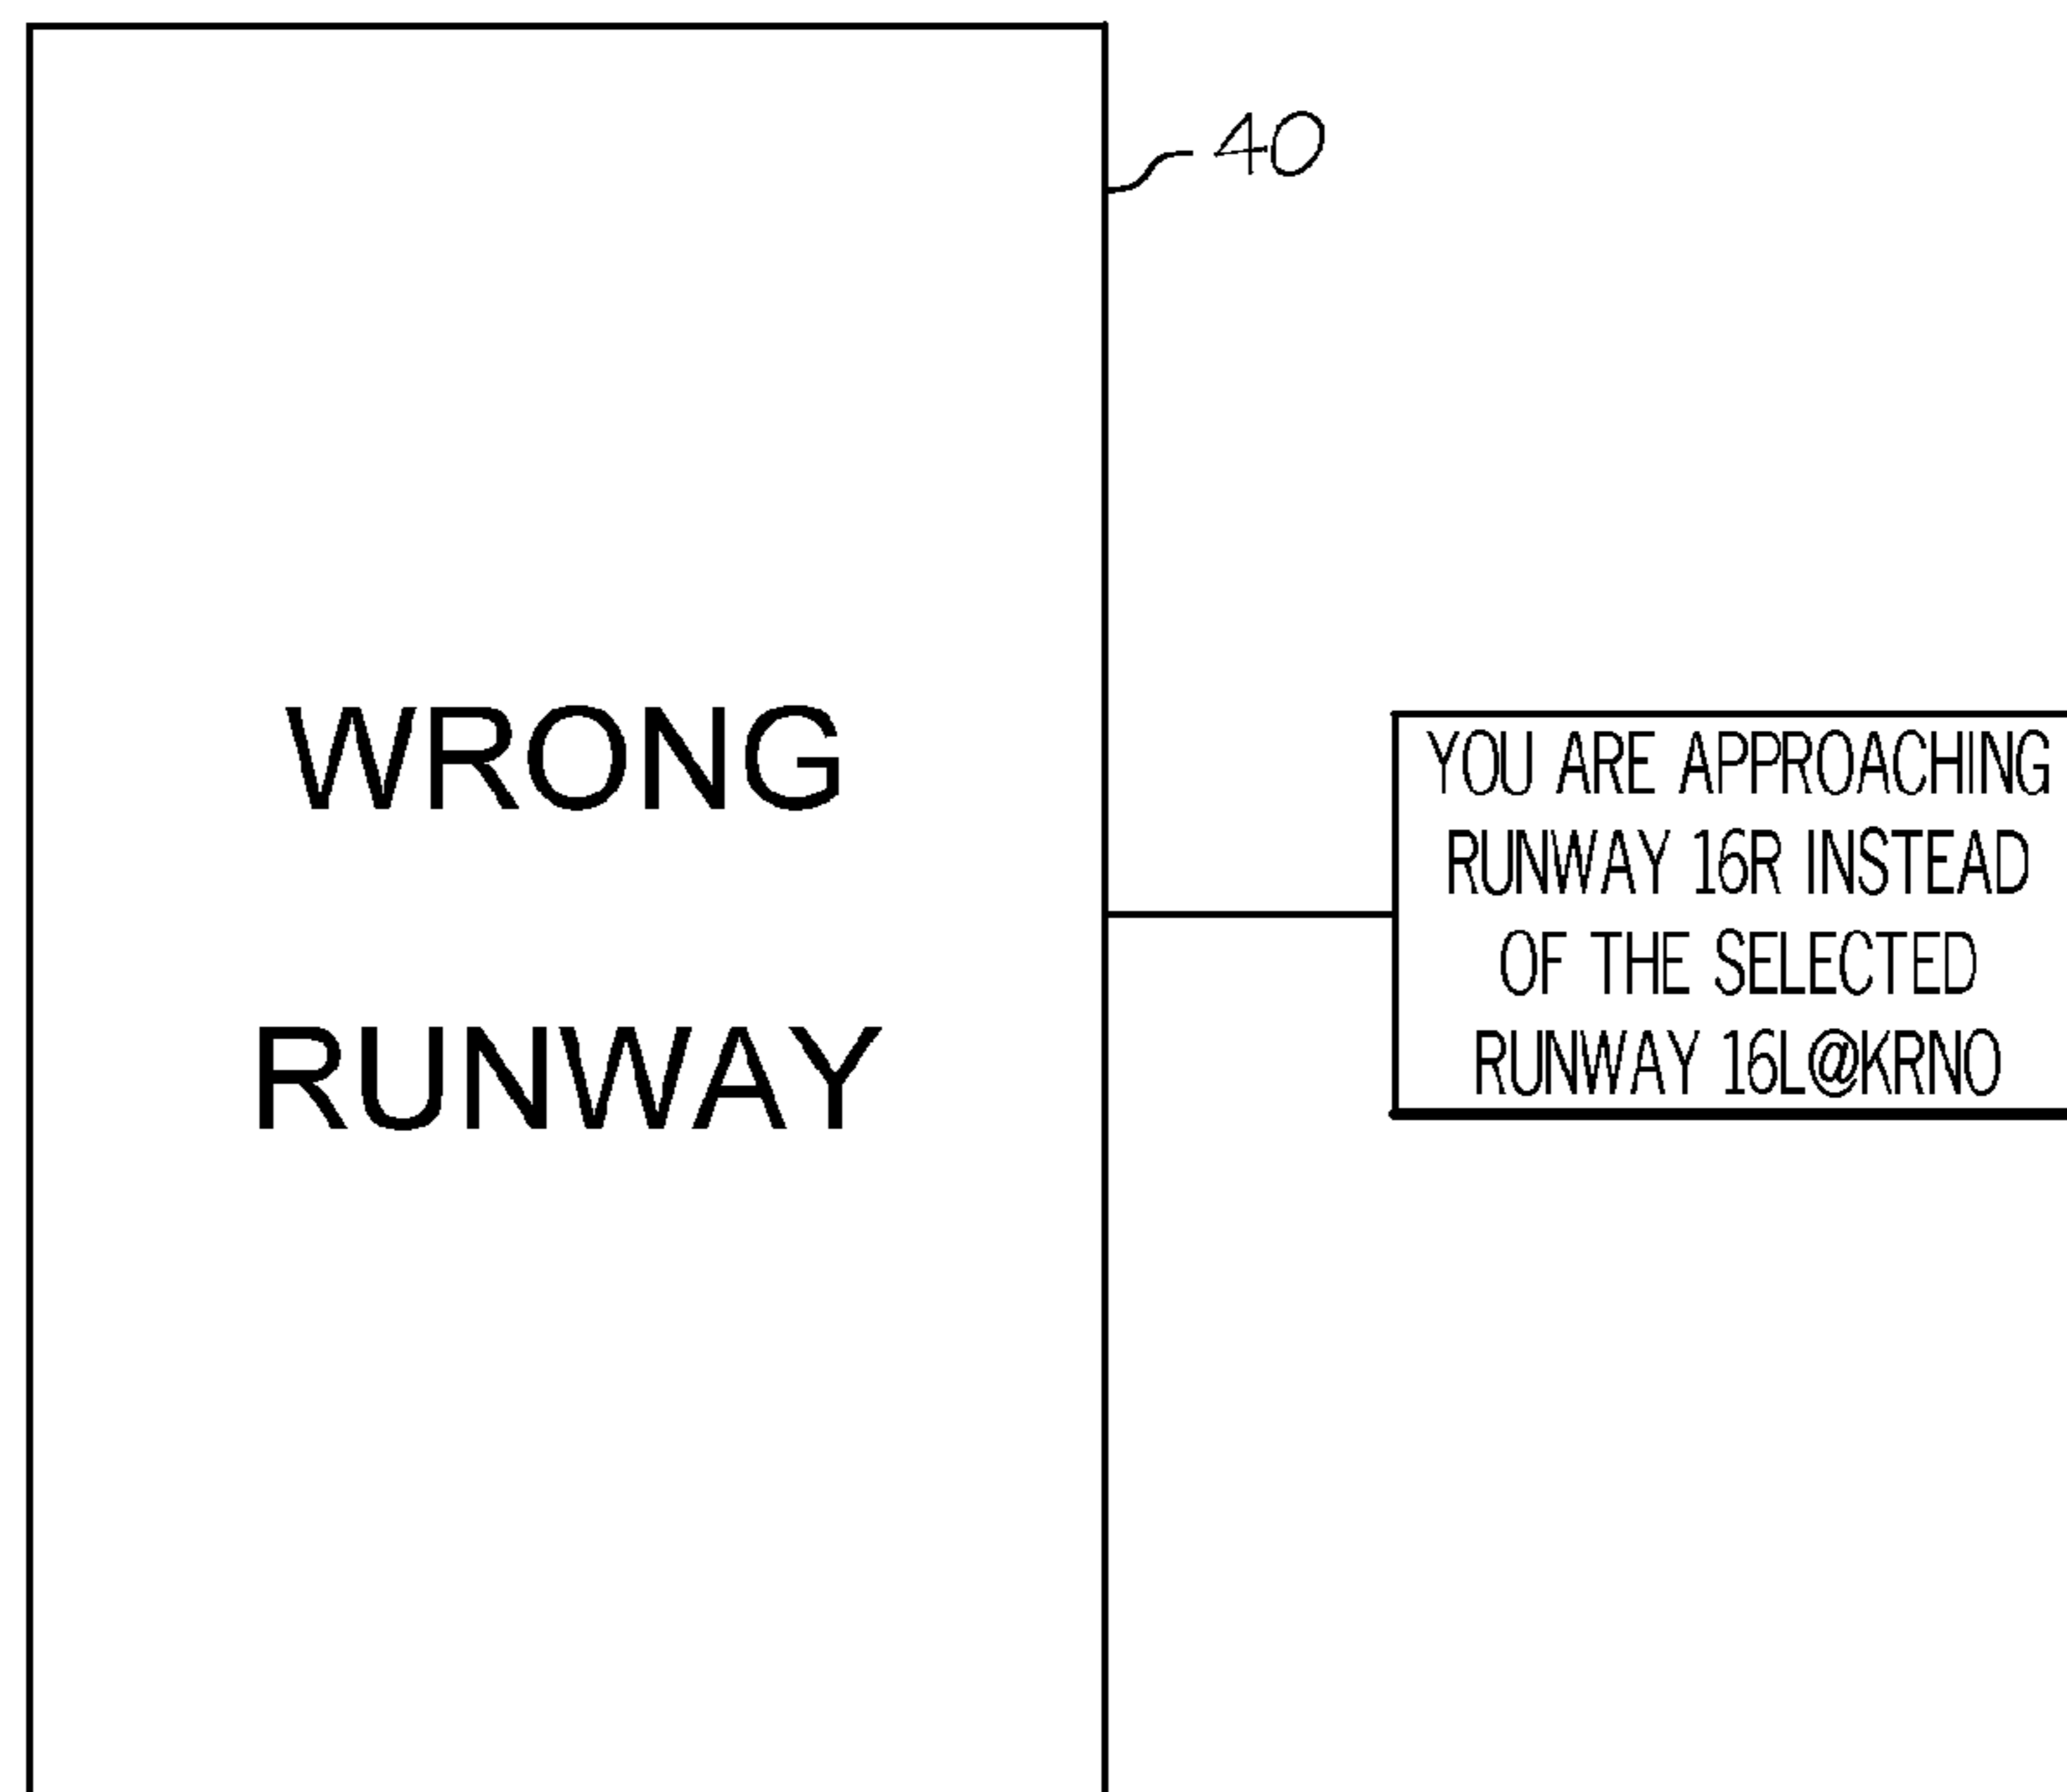 40
WRONG
RUNWAY
YOU ARE APPROACHING
RUNWAY 16R INSTEAD
OF THE SELECTED
RUNWAY 16L@KRNO